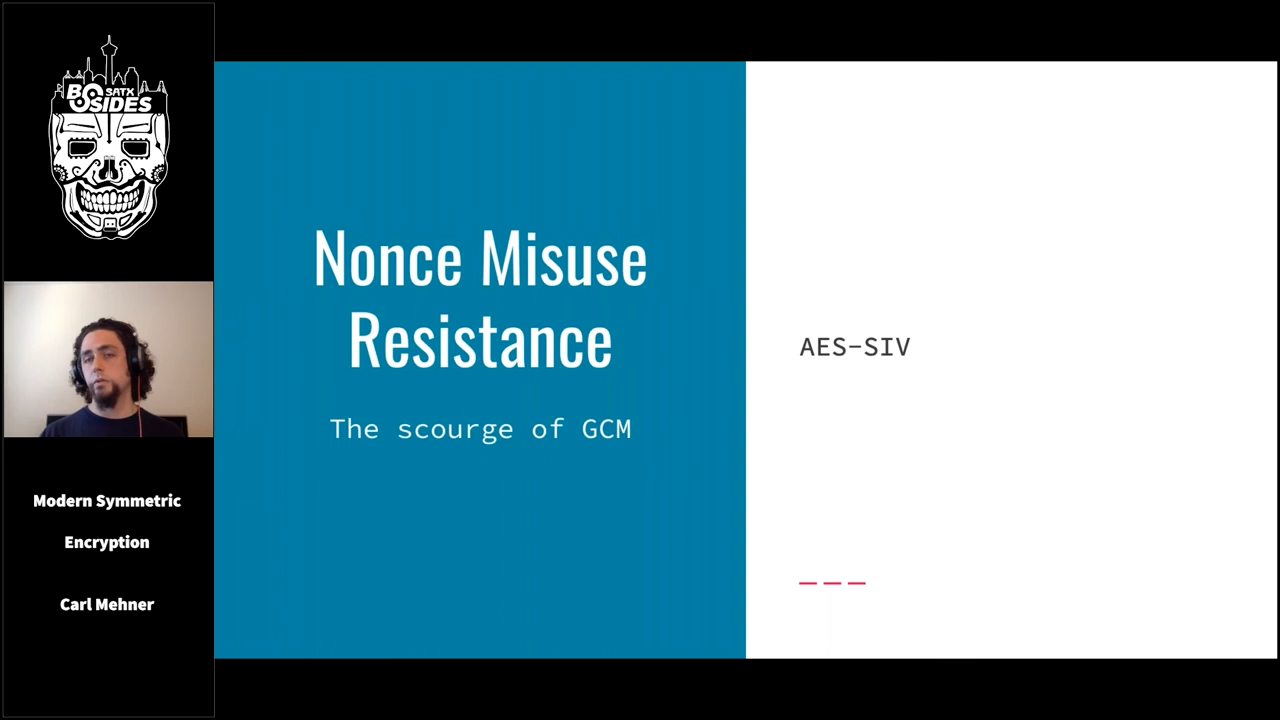 BSIDES
SATX
Modern Symmetric
Encryption
Carl Mehner
Nonce Misuse
Resistance
The scourge of GCM
AES-SIV